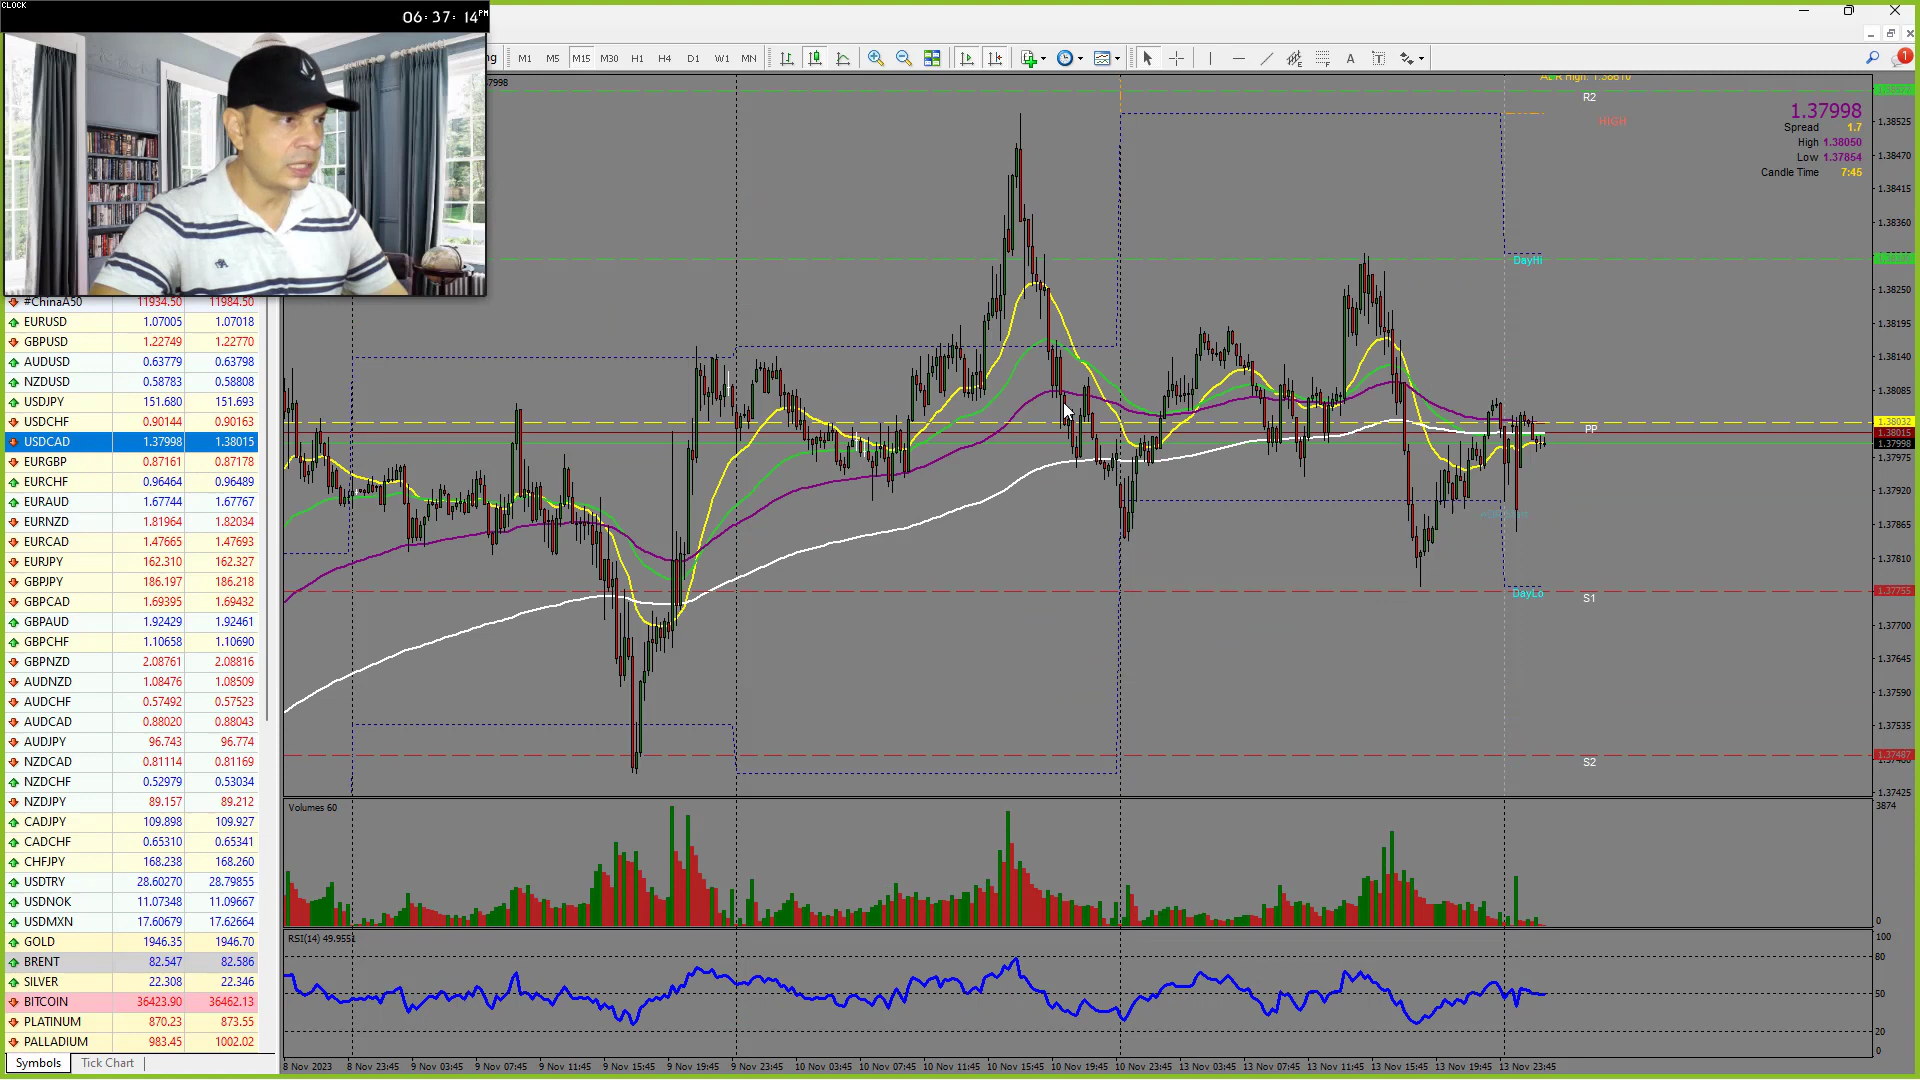 CLOCK
06:37:14 PM
ng M1 M5 M15 M30 H1 H4 D1 W1 MN A T
1
7998
R2
HIGH
1.37998
Spread 1.7
High 1.38050
Low 1.37854
Candle Time 7:45
DayHi
PP
DayLo
S1
S2
1.38525
1.38470
1.38415
1.38360
1.38250
1.38195
1.38140
1.38085
1.38032
1.38015
1.37998
1.37975
1.37920
1.37865
1.37810
1.37755
1.37700
1.37645
1.37590
1.37535
1.37487
1.37425
#ChinaA50 11934.50 11984.50
EURUSD 1.07005 1.07018
GBPUSD 1.22749 1.22770
AUDUSD 0.63779 0.63798
NZDUSD 0.58783 0.58808
USDJPY 151.680 151.693
USDCHF 0.90144 0.90163
USDCAD 1.37998 1.38015
EURGBP 0.87161 0.87178
EURCHF 0.96464 0.96489
EURAUD 1.67744 1.67767
EURNZD 1.81964 1.82034
EURCAD 1.47665 1.47693
EURJPY 162.310 162.327
GBPJPY 186.197 186.218
GBPCAD 1.69395 1.69432
GBPAUD 1.92429 1.92461
GBPCHF 1.10658 1.10690
GBPNZD 2.08761 2.08816
AUDNZD 1.08476 1.08509
AUDCHF 0.57492 0.57523
AUDCAD 0.88020 0.88043
AUDJPY 96.743 96.774
NZDCAD 0.81114 0.81169
NZDCHF 0.52979 0.53034
NZDJPY 89.157 89.212
CADJPY 109.898 109.927
CADCHF 0.65310 0.65341
CHFJPY 168.238 168.260
USDTRY 28.60270 28.79855
USDNOK 11.07348 11.09667
USDMXN 17.60679 17.62664
GOLD 1946.35 1946.70
BRENT 82.547 82.586
SILVER 22.308 22.346
BITCOIN 36423.90 36462.13
PLATINUM 870.23 873.55
PALLADIUM 983.45 1002.02
Symbols Tick Chart
Volumes 60
3874
0
RSI(14) 49.9551
100
80
50
20
0
8 Nov 2023 8 Nov 23:45 9 Nov 03:45 9 Nov 07:45 9 Nov 11:45 9 Nov 15:45 9 Nov 19:45 9 Nov 23:45 10 Nov 03:45 10 Nov 07:45 10 Nov 11:45 10 Nov 15:45 10 Nov 19:45 10 Nov 23:45 13 Nov 03:45 13 Nov 07:45 13 Nov 11:45 13 Nov 15:45 13 Nov 19:45 13 Nov 23:45